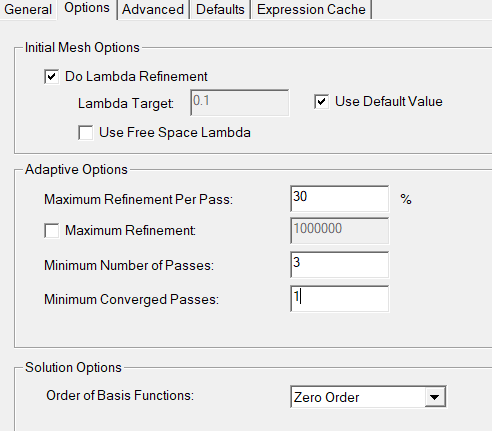 General Options Advanced Defaults Expression Cache
Initial Mesh Options
Do Lambda Refinement
Lambda Target: 0.1 Use Default Value
Use Free Space Lambda
Adaptive Options
Maximum Refinement Per Pass: 30 %
Maximum Refinement: 1000000
Minimum Number of Passes: 3
Minimum Converged Passes: 1
Solution Options
Order of Basis Functions: Zero Order